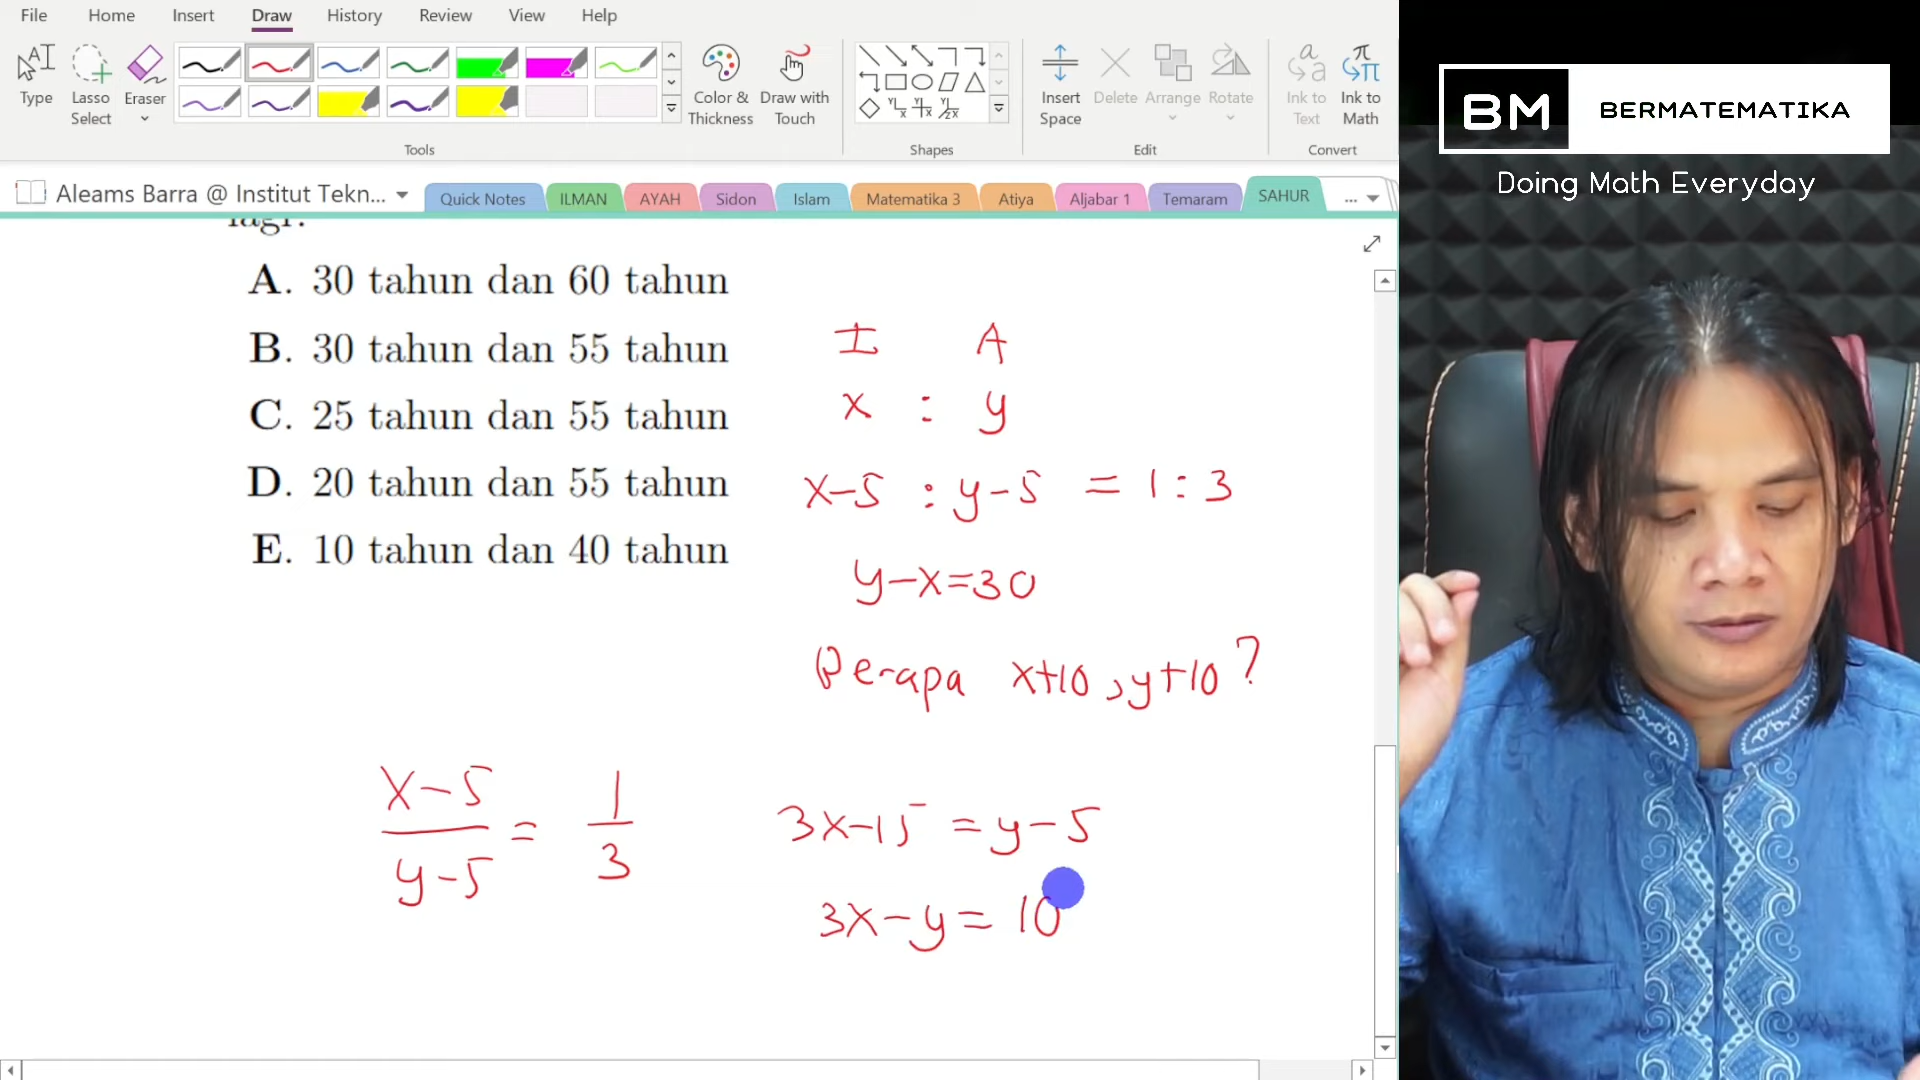 File Home Insert Draw History Review View Help
Type Lasso Select Eraser Color & Thickness Draw with Touch Insert Space Delete Arrange Rotate Ink to Text Ink to Math
Tools Shapes Edit Convert
BM BERMATEMATIKA
Doing Math Everyday
Aleams Barra @ Institut Tekn... Quick Notes ILMAN AYAH Sidon Islam Matematika 3 Atiya Aljabar 1 Temaram SAHUR ...
A. 30 tahun dan 60 tahun
B. 30 tahun dan 55 tahun
C. 25 tahun dan 55 tahun
D. 20 tahun dan 55 tahun
E. 10 tahun dan 40 tahun
I A
x : y
x-5 : y-5 = 1:3
y-x=30
Berapa x+10, y+10 ?
x-5 / y-5 = 1 / 3
3x-15 = y-5
3x-y = 10